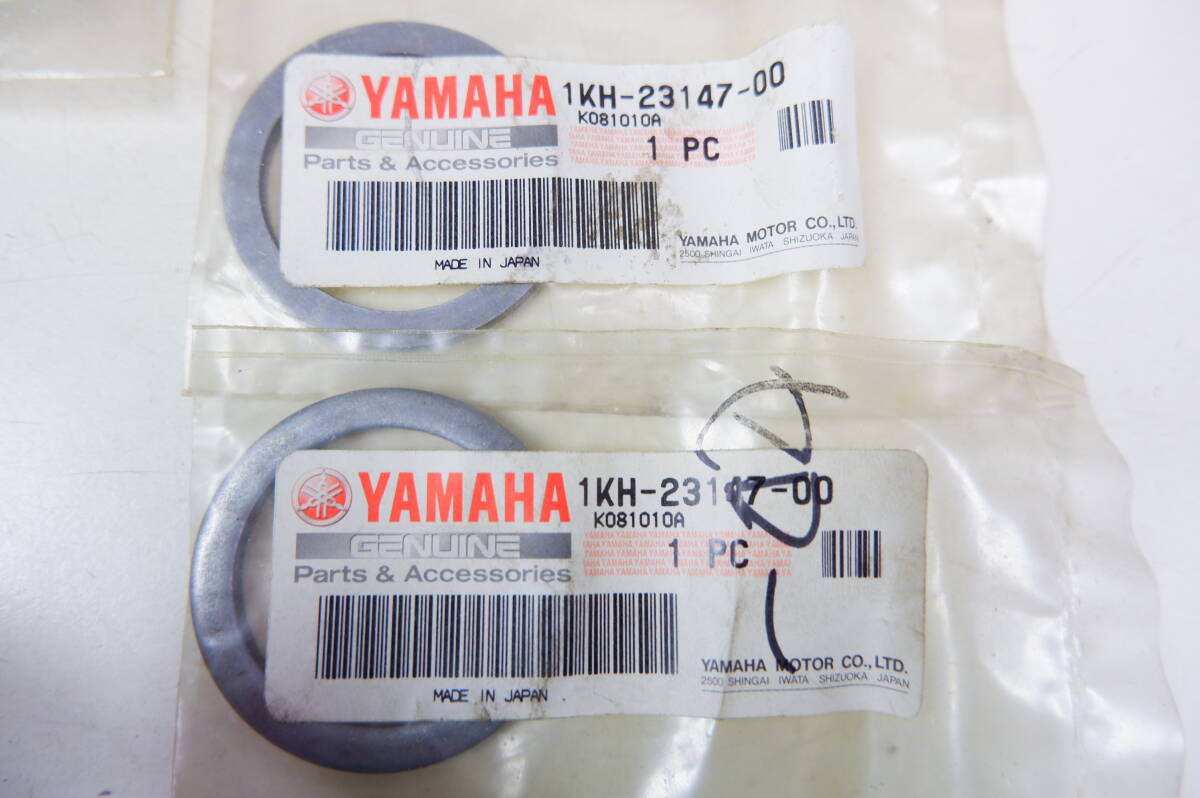 YAMAHA 1KH-23147-00
K081010A
GENUINE 1 PC
Parts & Accessories
YAMAHA MOTOR CO.,LTD.
2500 SHINGAI IWATA SHIZUOKA JAPAN
MADE IN JAPAN
YAMAHA 1KH-23147-00
K081010A
GENUINE 1 PC
Parts & Accessories
YAMAHA MOTOR CO.,LTD.
2500 SHINGAI IWATA SHIZUOKA JAPAN
MADE IN JAPAN